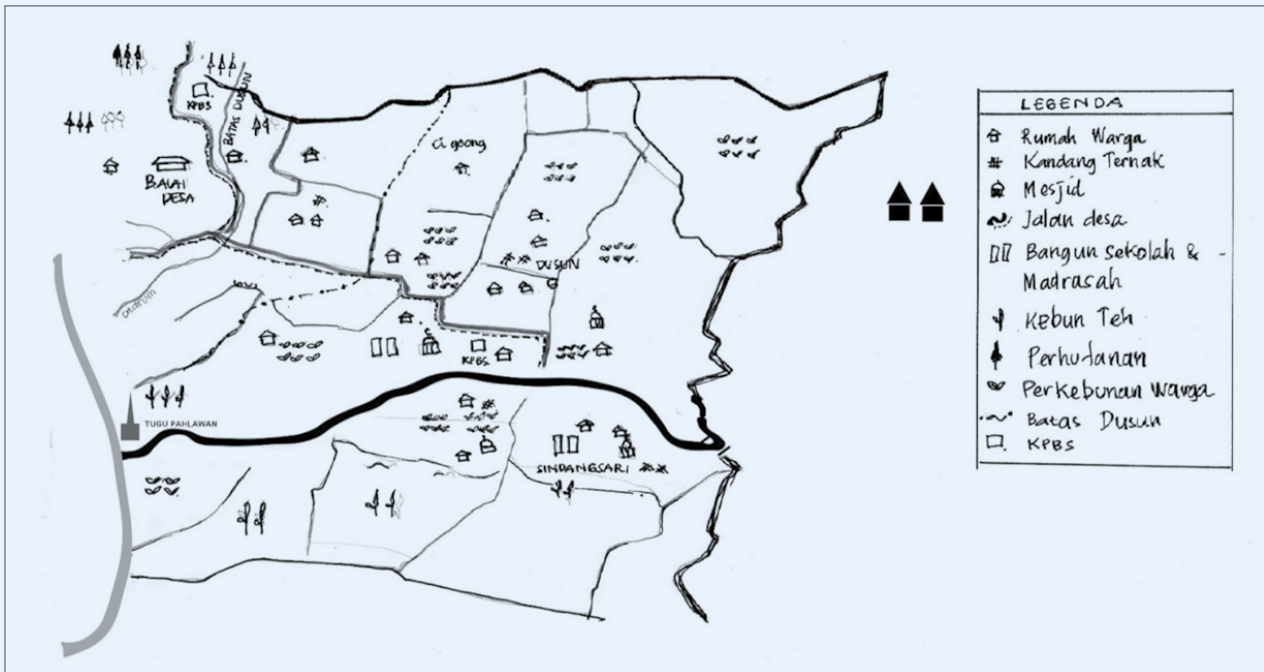 KPBS
BATAS DUSUN
BALAI
DESA
Ci geong
DUSUN
KPBS
TUGU PAHLAWAN
SINDANGSARI
LEGENDA
Rumah Warga
Kandang Ternak
Mesjid
Jalan desa
Bangun Sekolah & -
Madrasah
Kebun Teh
Perhutanan
Perkebunan Warga
Batas Dusun
KPBS